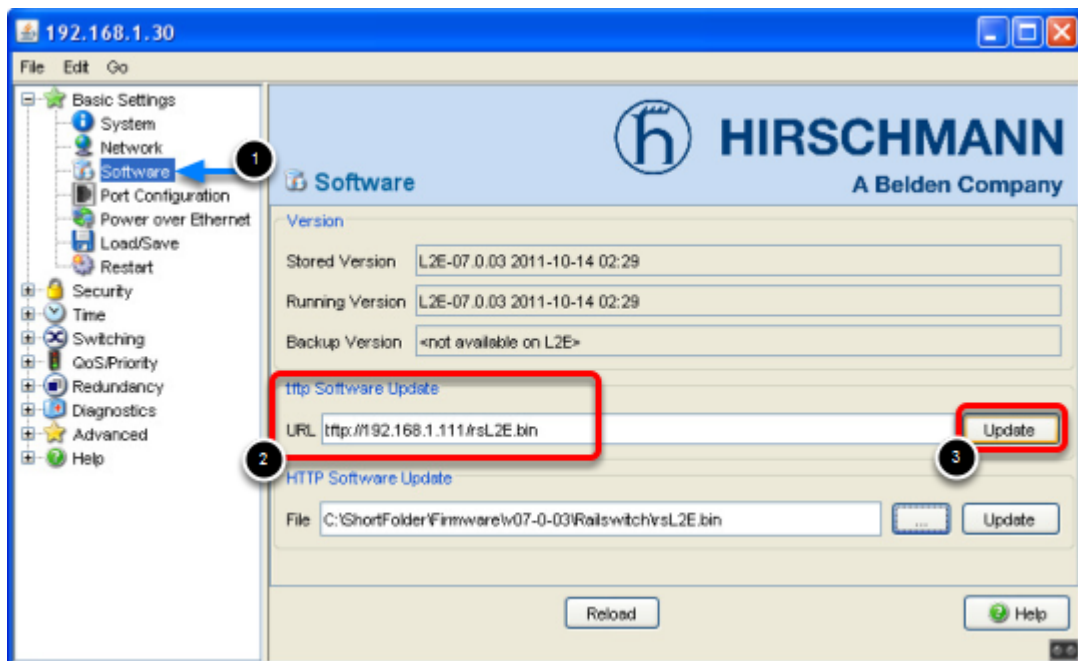 192.168.1.30
File Edit Go
Basic Settings
System
Network
Software
Port Configuration
Power over Ethernet
Load/Save
Restart
Security
Time
Switching
QoS/Priority
Redundancy
Diagnostics
Advanced
Help
1
HIRSCHMANN
A Belden Company
Software
Version
Stored Version L2E-07.0.03 2011-10-14 02:29
Running Version L2E-07.0.03 2011-10-14 02:29
Backup Version <not available on L2E>
tftp Software Update
URL tftp://192.168.1.111/rsL2E.bin Update
2
3
HTTP Software Update
File C:\ShortFolder\Firmware\v07-0-03\Railswitch\rsL2E.bin ... Update
Reload Help